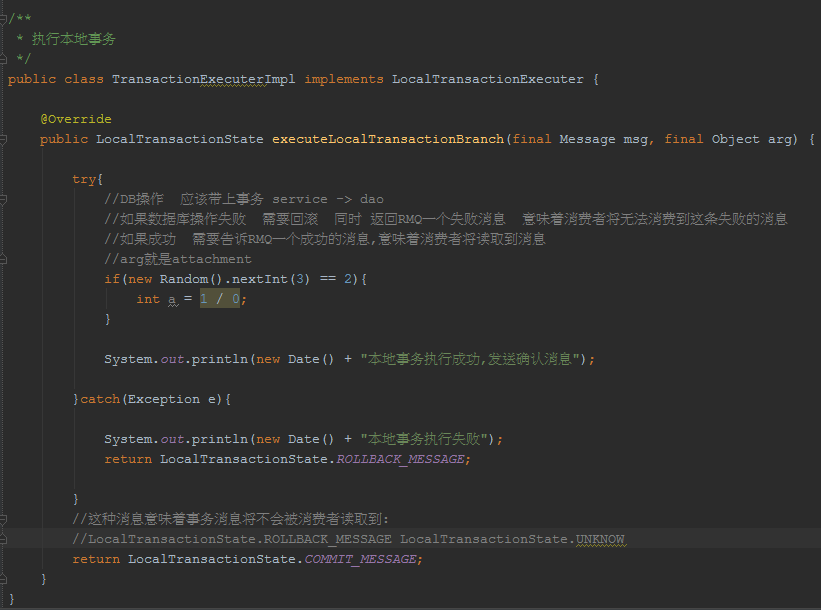 /**
 * 执行本地事务
 */
public class TransactionExecuterImpl implements LocalTransactionExecuter {
    @Override
    public LocalTransactionState executeLocalTransactionBranch(final Message msg, final Object arg) {
        try{
            //DB操作  应该带上事务 service -> dao
            //如果数据库操作失败  需要回滚  同时 返回RMQ一个失败消息  意味着消费者将无法消费到这条失败的消息
            //如果成功  需要告诉RMQ一个成功的消息,意味着消费者将读取到消息
            //arg就是attachment
            if(new Random().nextInt(3) == 2){
                int a = 1 / 0;
            }
            System.out.println(new Date() + "本地事务执行成功,发送确认消息");
        }catch(Exception e){
            System.out.println(new Date() + "本地事务执行失败");
            return LocalTransactionState.ROLLBACK_MESSAGE;
        }
        //这种消息意味着事务消息将不会被消费者读取到:
        //LocalTransactionState.ROLLBACK_MESSAGE LocalTransactionState.UNKNOW
        return LocalTransactionState.COMMIT_MESSAGE;
    }
}